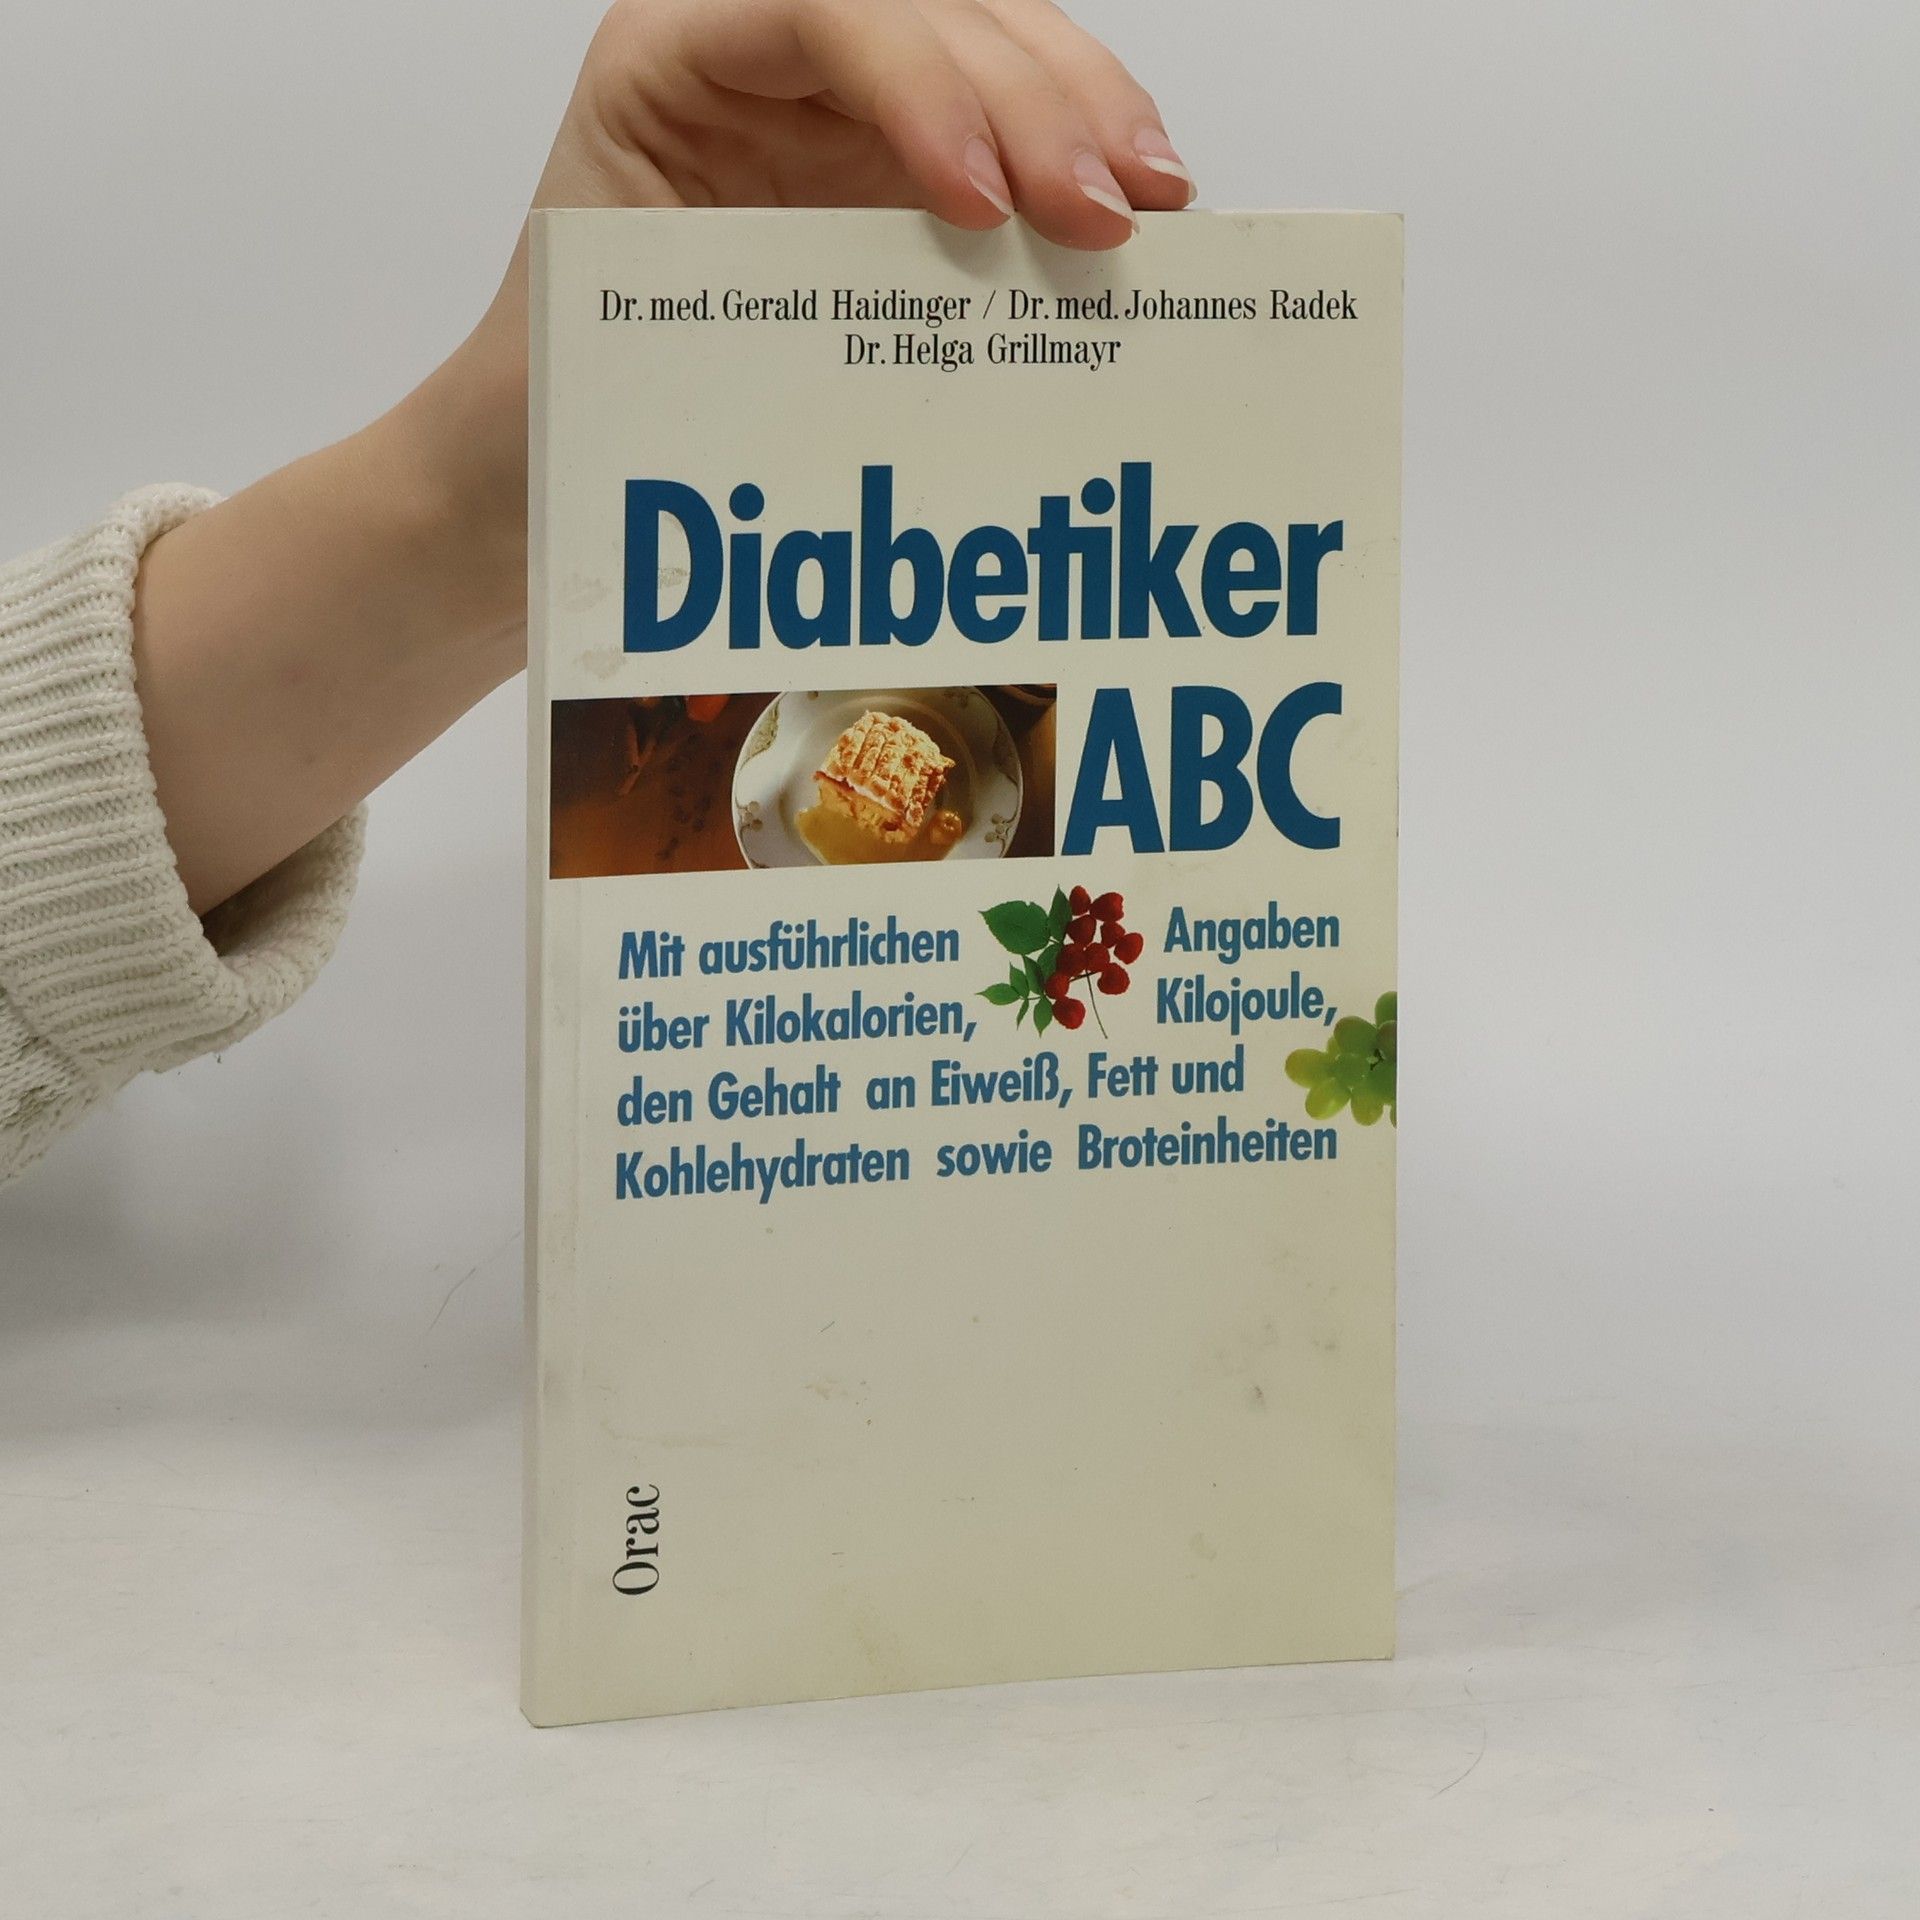 Dr. med. Gerald Haidinger / Dr. med. Johannes Radek
Dr. Helga Grillmayr
Diabetiker
ABC
Mit ausführlichen Angaben
über Kilokalorien, Kilojoule,
den Gehalt an Eiweiß, Fett und
Kohlehydraten sowie Broteinheiten
Orac